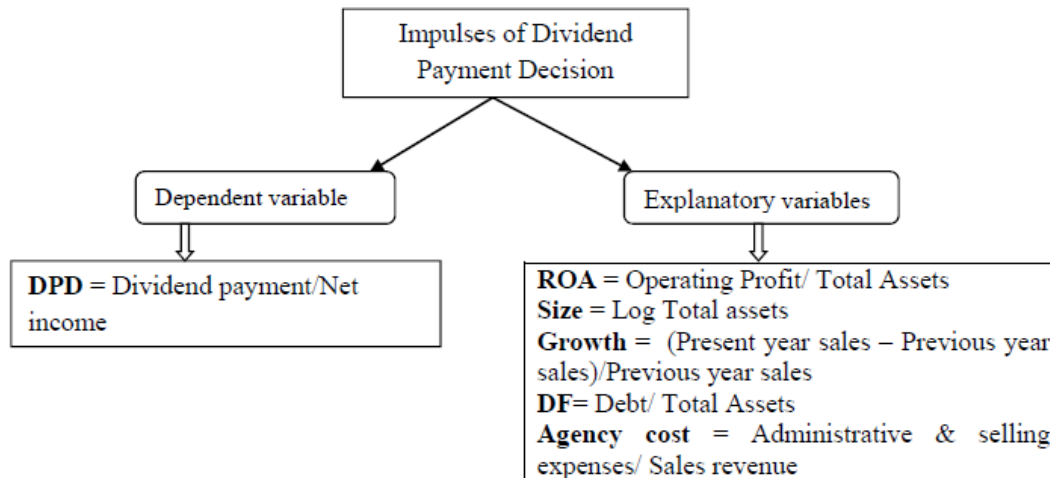 Impulses of Dividend
Payment Decision
Dependent variable
Explanatory variables
DPD = Dividend payment/Net
income
ROA = Operating Profit/ Total Assets
Size = Log Total assets
Growth = (Present year sales – Previous year
sales)/Previous year sales
DF= Debt/ Total Assets
Agency cost = Administrative & selling
expenses/ Sales revenue